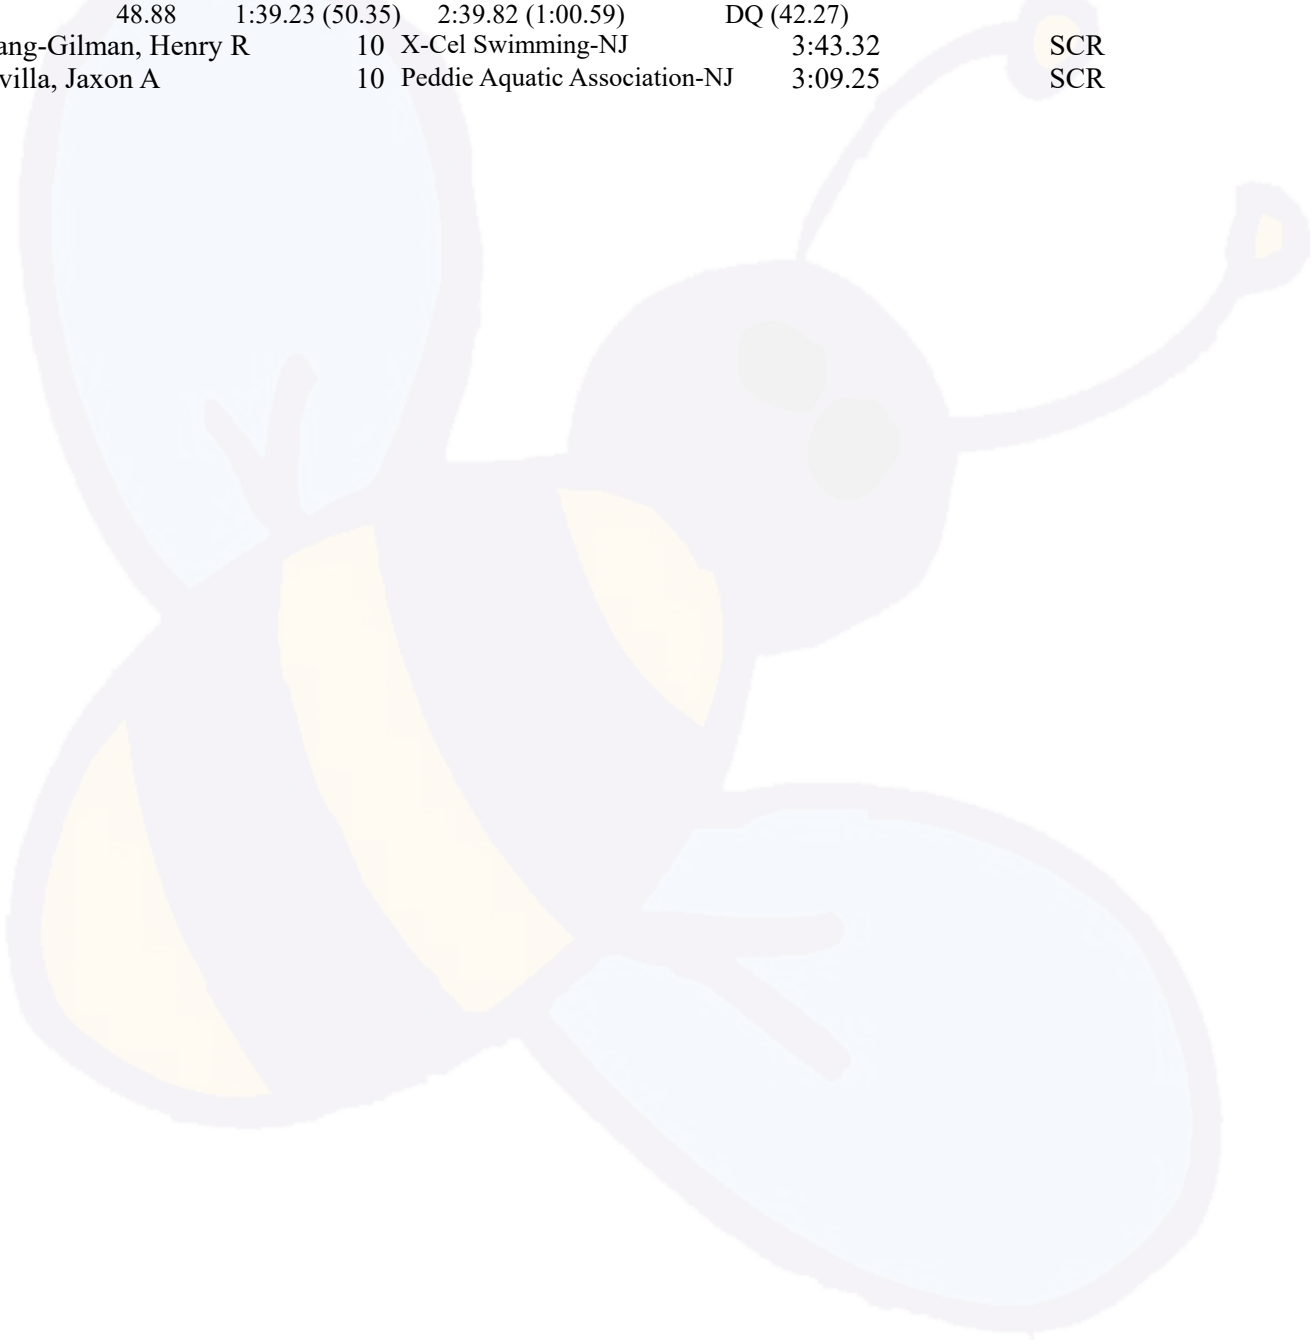 48.88 1:39.23 (50.35) 2:39.82 (1:00.59) DQ (42.27)
ang-Gilman, Henry R 10 X-Cel Swimming-NJ 3:43.32 SCR
villa, Jaxon A 10 Peddie Aquatic Association-NJ 3:09.25 SCR